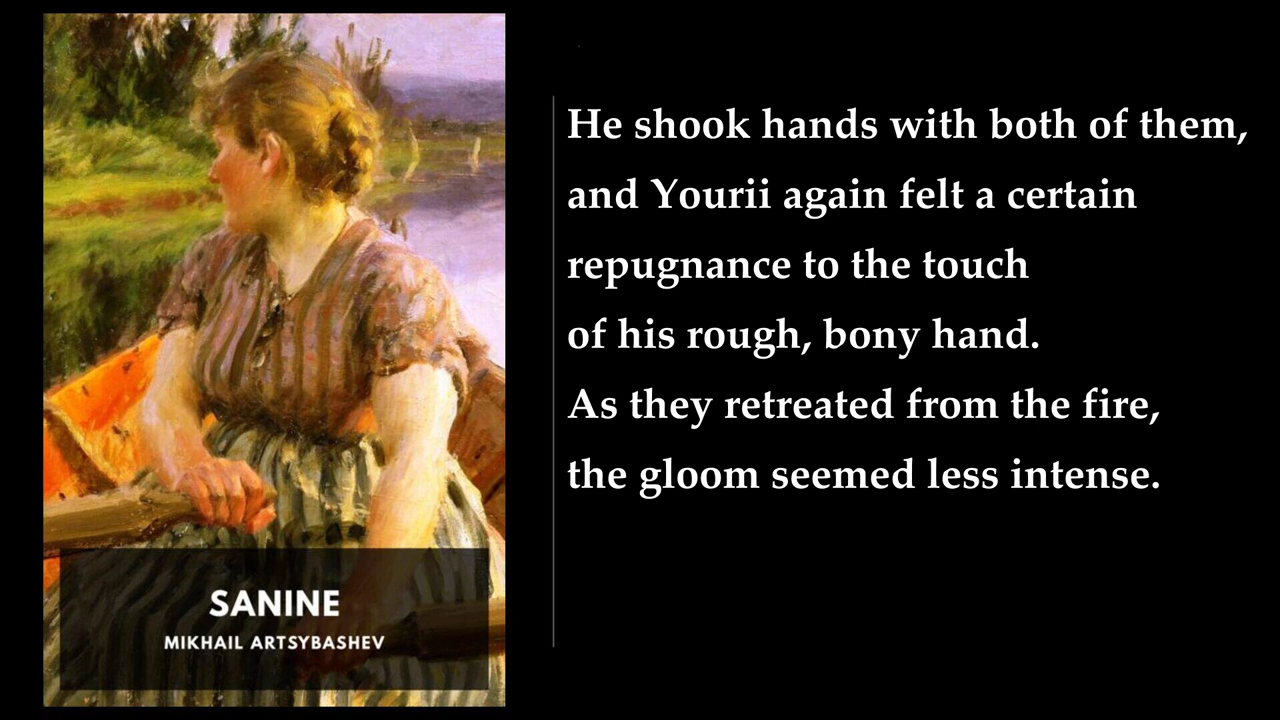 SANINE
MIKHAIL ARTSYBASHEV
He shook hands with both of them,
and Yourii again felt a certain
repugnance to the touch
of his rough, bony hand.
As they retreated from the fire,
the gloom seemed less intense.